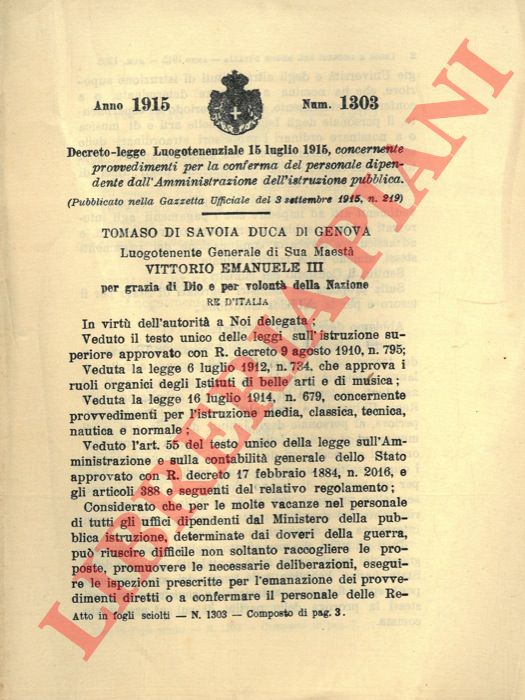 Anno 1915 Num. 1303
Decreto-legge Luogotenenziale 15 luglio 1915, concernente
provvedimenti per la conferma del personale dipen-
dente dall'Amministrazione dell'istruzione pubblica.
(Pubblicato nella Gazzetta Ufficiale del 3 settembre 1915, n. 219)
TOMASO DI SAVOIA DUCA DI GENOVA
Luogotenente Generale di Sua Maestà
VITTORIO EMANUELE III
per grazia di Dio e per volontà della Nazione
RE D'ITALIA
In virtù dell'autorità a Noi delegata;
Veduto il testo unico delle leggi sull'istruzione su-
periore approvato con R. decreto 9 agosto 1910, n. 795;
Veduta la legge 6 luglio 1912, n. 734, che approva i
ruoli organici degli Istituti di belle arti e di musica;
Veduta la legge 16 luglio 1914, n. 679, concernente
provvedimenti per l'istruzione media, classica, tecnica,
nautica e normale;
Veduto l'art. 55 del testo unico della legge sull'Am-
ministrazione e sulla contabilità generale dello Stato
approvato con R. decreto 17 febbraio 1884, n. 2016, e
gli articoli 388 e seguenti del relativo regolamento;
Considerato che per le molte vacanze nel personale
di tutti gli uffici dipendenti dal Ministero della pub-
blica istruzione, determinate dai doveri della guerra,
può riuscire difficile non soltanto raccogliere le pro-
poste, promuovere le necessarie deliberazioni, esegui-
re le ispezioni prescritte per l'emanazione dei provve-
dimenti diretti o a confermare il personale delle Re-
Atto in fogli sciolti — N. 1303 — Composto di pag. 3.
LIBRERIA PIANI